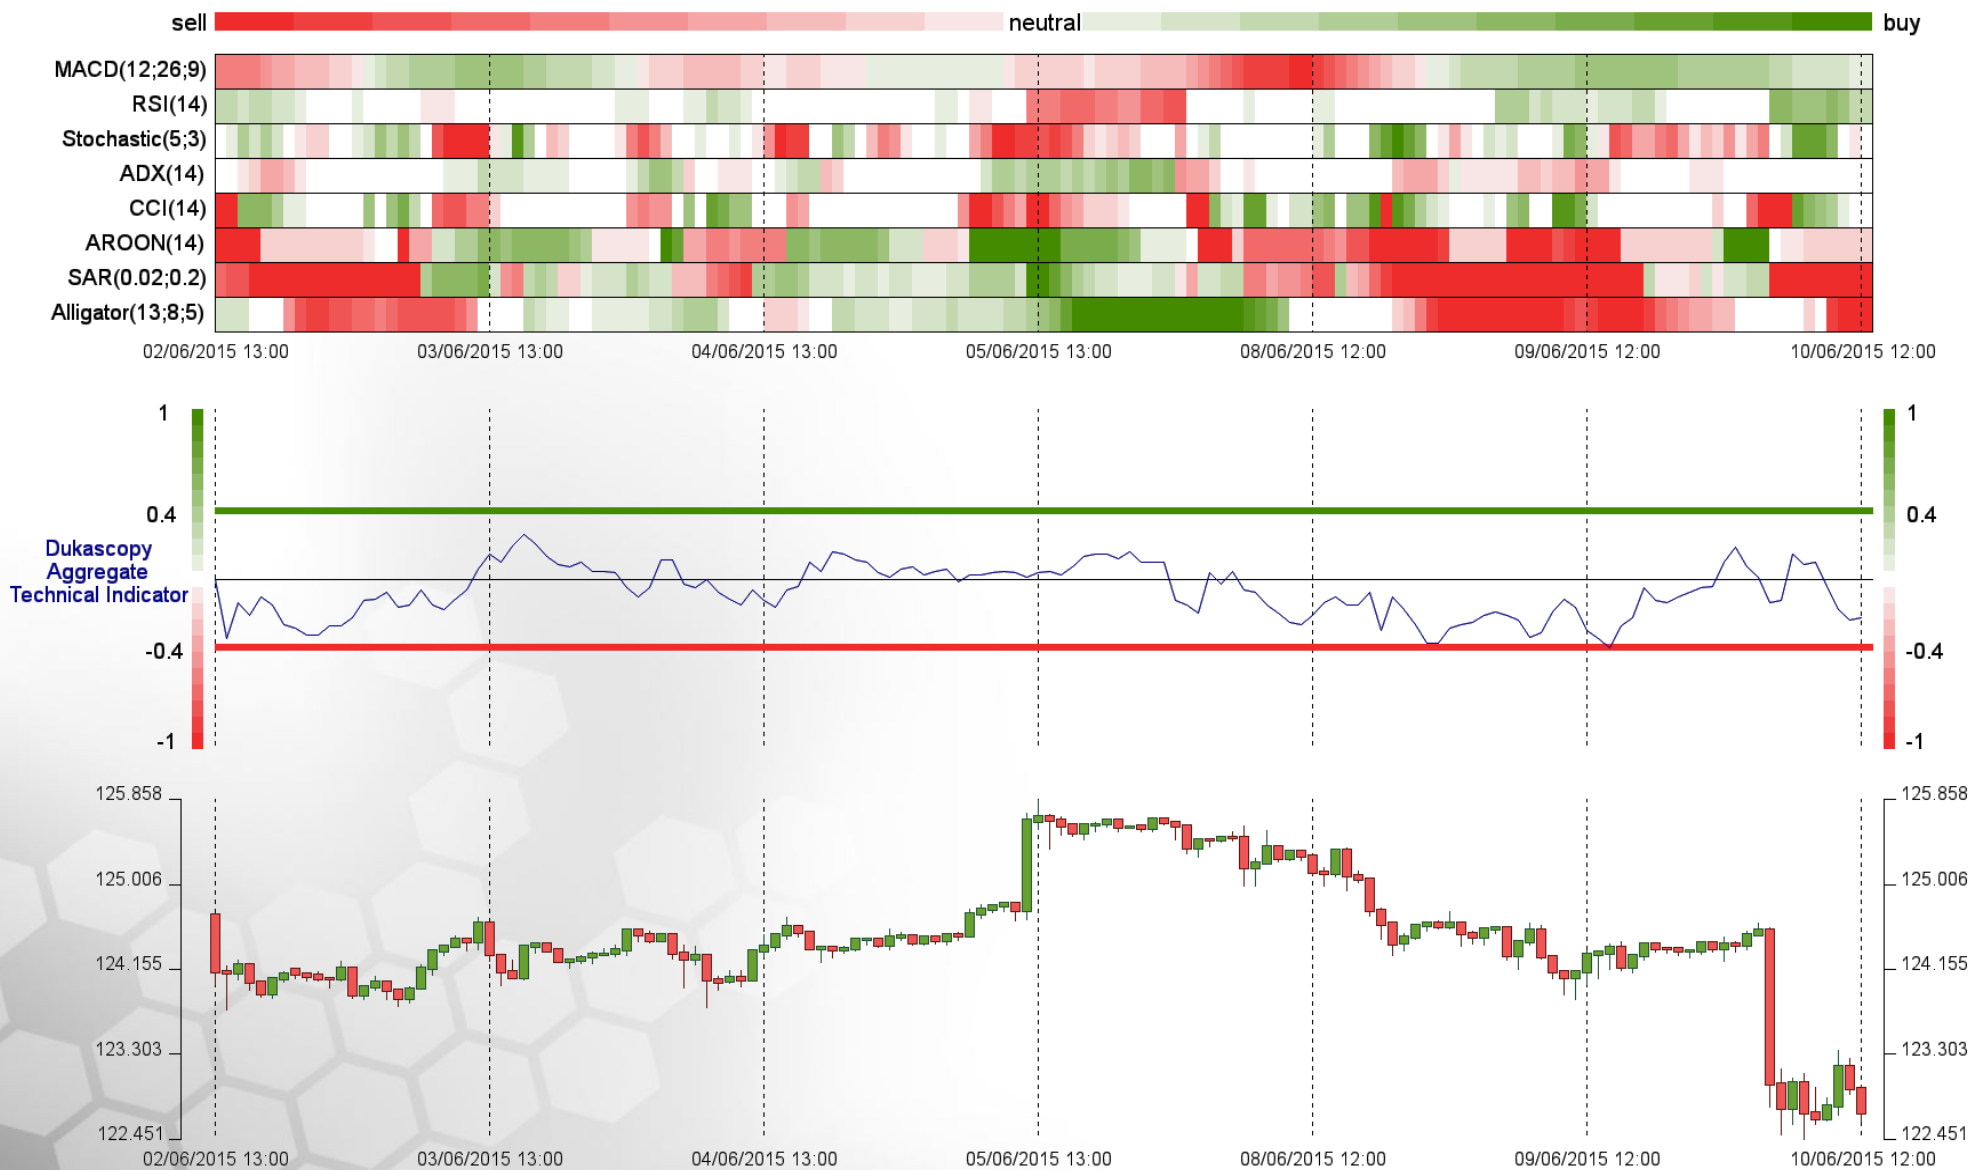 sell neutral buy
MACD(12;26;9)
RSI(14)
Stochastic(5;3)
ADX(14)
CCI(14)
AROON(14)
SAR(0.02;0.2)
Alligator(13;8;5)
02/06/2015 13:00 03/06/2015 13:00 04/06/2015 13:00 05/06/2015 13:00 08/06/2015 12:00 09/06/2015 12:00 10/06/2015 12:00
1 1
0.4 0.4
Dukascopy
Aggregate
Technical Indicator
-0.4 -0.4
-1 -1
125.858 125.858
125.006 125.006
124.155 124.155
123.303 123.303
122.451 122.451
02/06/2015 13:00 03/06/2015 13:00 04/06/2015 13:00 05/06/2015 13:00 08/06/2015 12:00 09/06/2015 12:00 10/06/2015 12:00